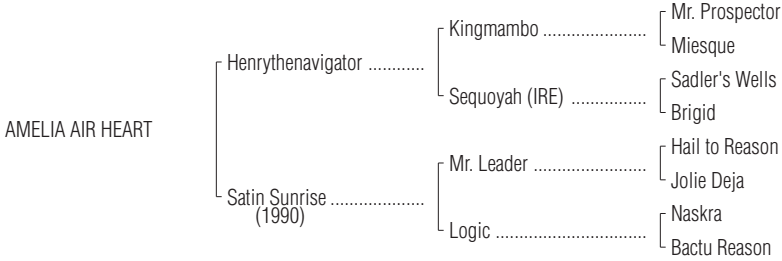 Mr. Prospector
Kingmambo ......................
Miesque
Henrythenavigator ............
Sadler's Wells
Sequoyah (IRE) .................
Brigid
AMELIA AIR HEART
Hail to Reason
Mr. Leader .........................
Jolie Deja
Satin Sunrise .....................
(1990)
Naskra
Logic .................................
Bactu Reason